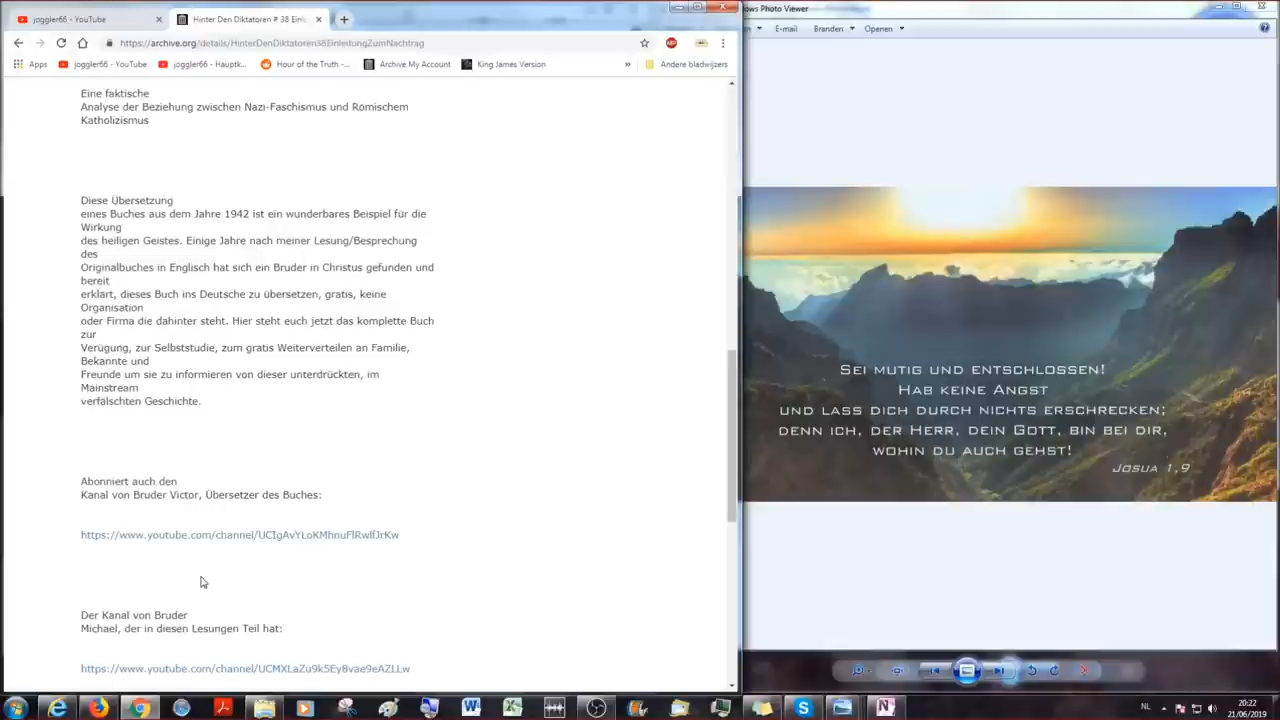 joggler66 - YouTube
Hinter Den Diktatoren # 38 Einl
ows Photo Viewer
https://archive.org/details/HinterDenDiktatoren38EinleitungZumNachtrag
ABP
E-mail
Branden
Openen
Apps
joggler66 - YouTube
joggler66 - Hauptk...
Hour of the Truth -...
Archive My Account
King James Version
»
Andere bladwijzers
Eine faktische
Analyse der Beziehung zwischen Nazi-Faschismus und Römischem
Katholizismus
Diese Übersetzung
eines Buches aus dem Jahre 1942 ist ein wunderbares Beispiel für die
Wirkung
des heiligen Geistes. Einige Jahre nach meiner Lesung/Besprechung
des
Originalbuches in Englisch hat sich ein Bruder in Christus gefunden und
bereit
erklärt, dieses Buch ins Deutsche zu übersetzen, gratis, keine
Organisation
oder Firma die dahinter steht. Hier steht euch jetzt das komplette Buch
zur
Verügung, zur Selbststudie, zum gratis Weiterverteilen an Familie,
Bekannte und
Freunde um sie zu informieren von dieser unterdrückten, im
Mainstream
verfälschten Geschichte.
Abonniert auch den
Kanal von Bruder Victor, Übersetzer des Buches:
https://www.youtube.com/channel/UCIgAvYLoKMhnuFlRwlfJrKw
Der Kanal von Bruder
Michael, der in diesen Lesungen Teil hat:
https://www.youtube.com/channel/UCMXLaZu9k5Ey8vae9eAZLLw
Sei mutig und entschlossen!
Hab keine Angst
und lass dich durch nichts erschrecken;
denn ich, der Herr, dein Gott, bin bei dir,
wohin du auch gehst!
Josua 1,9
NL
20:22
21/06/2019